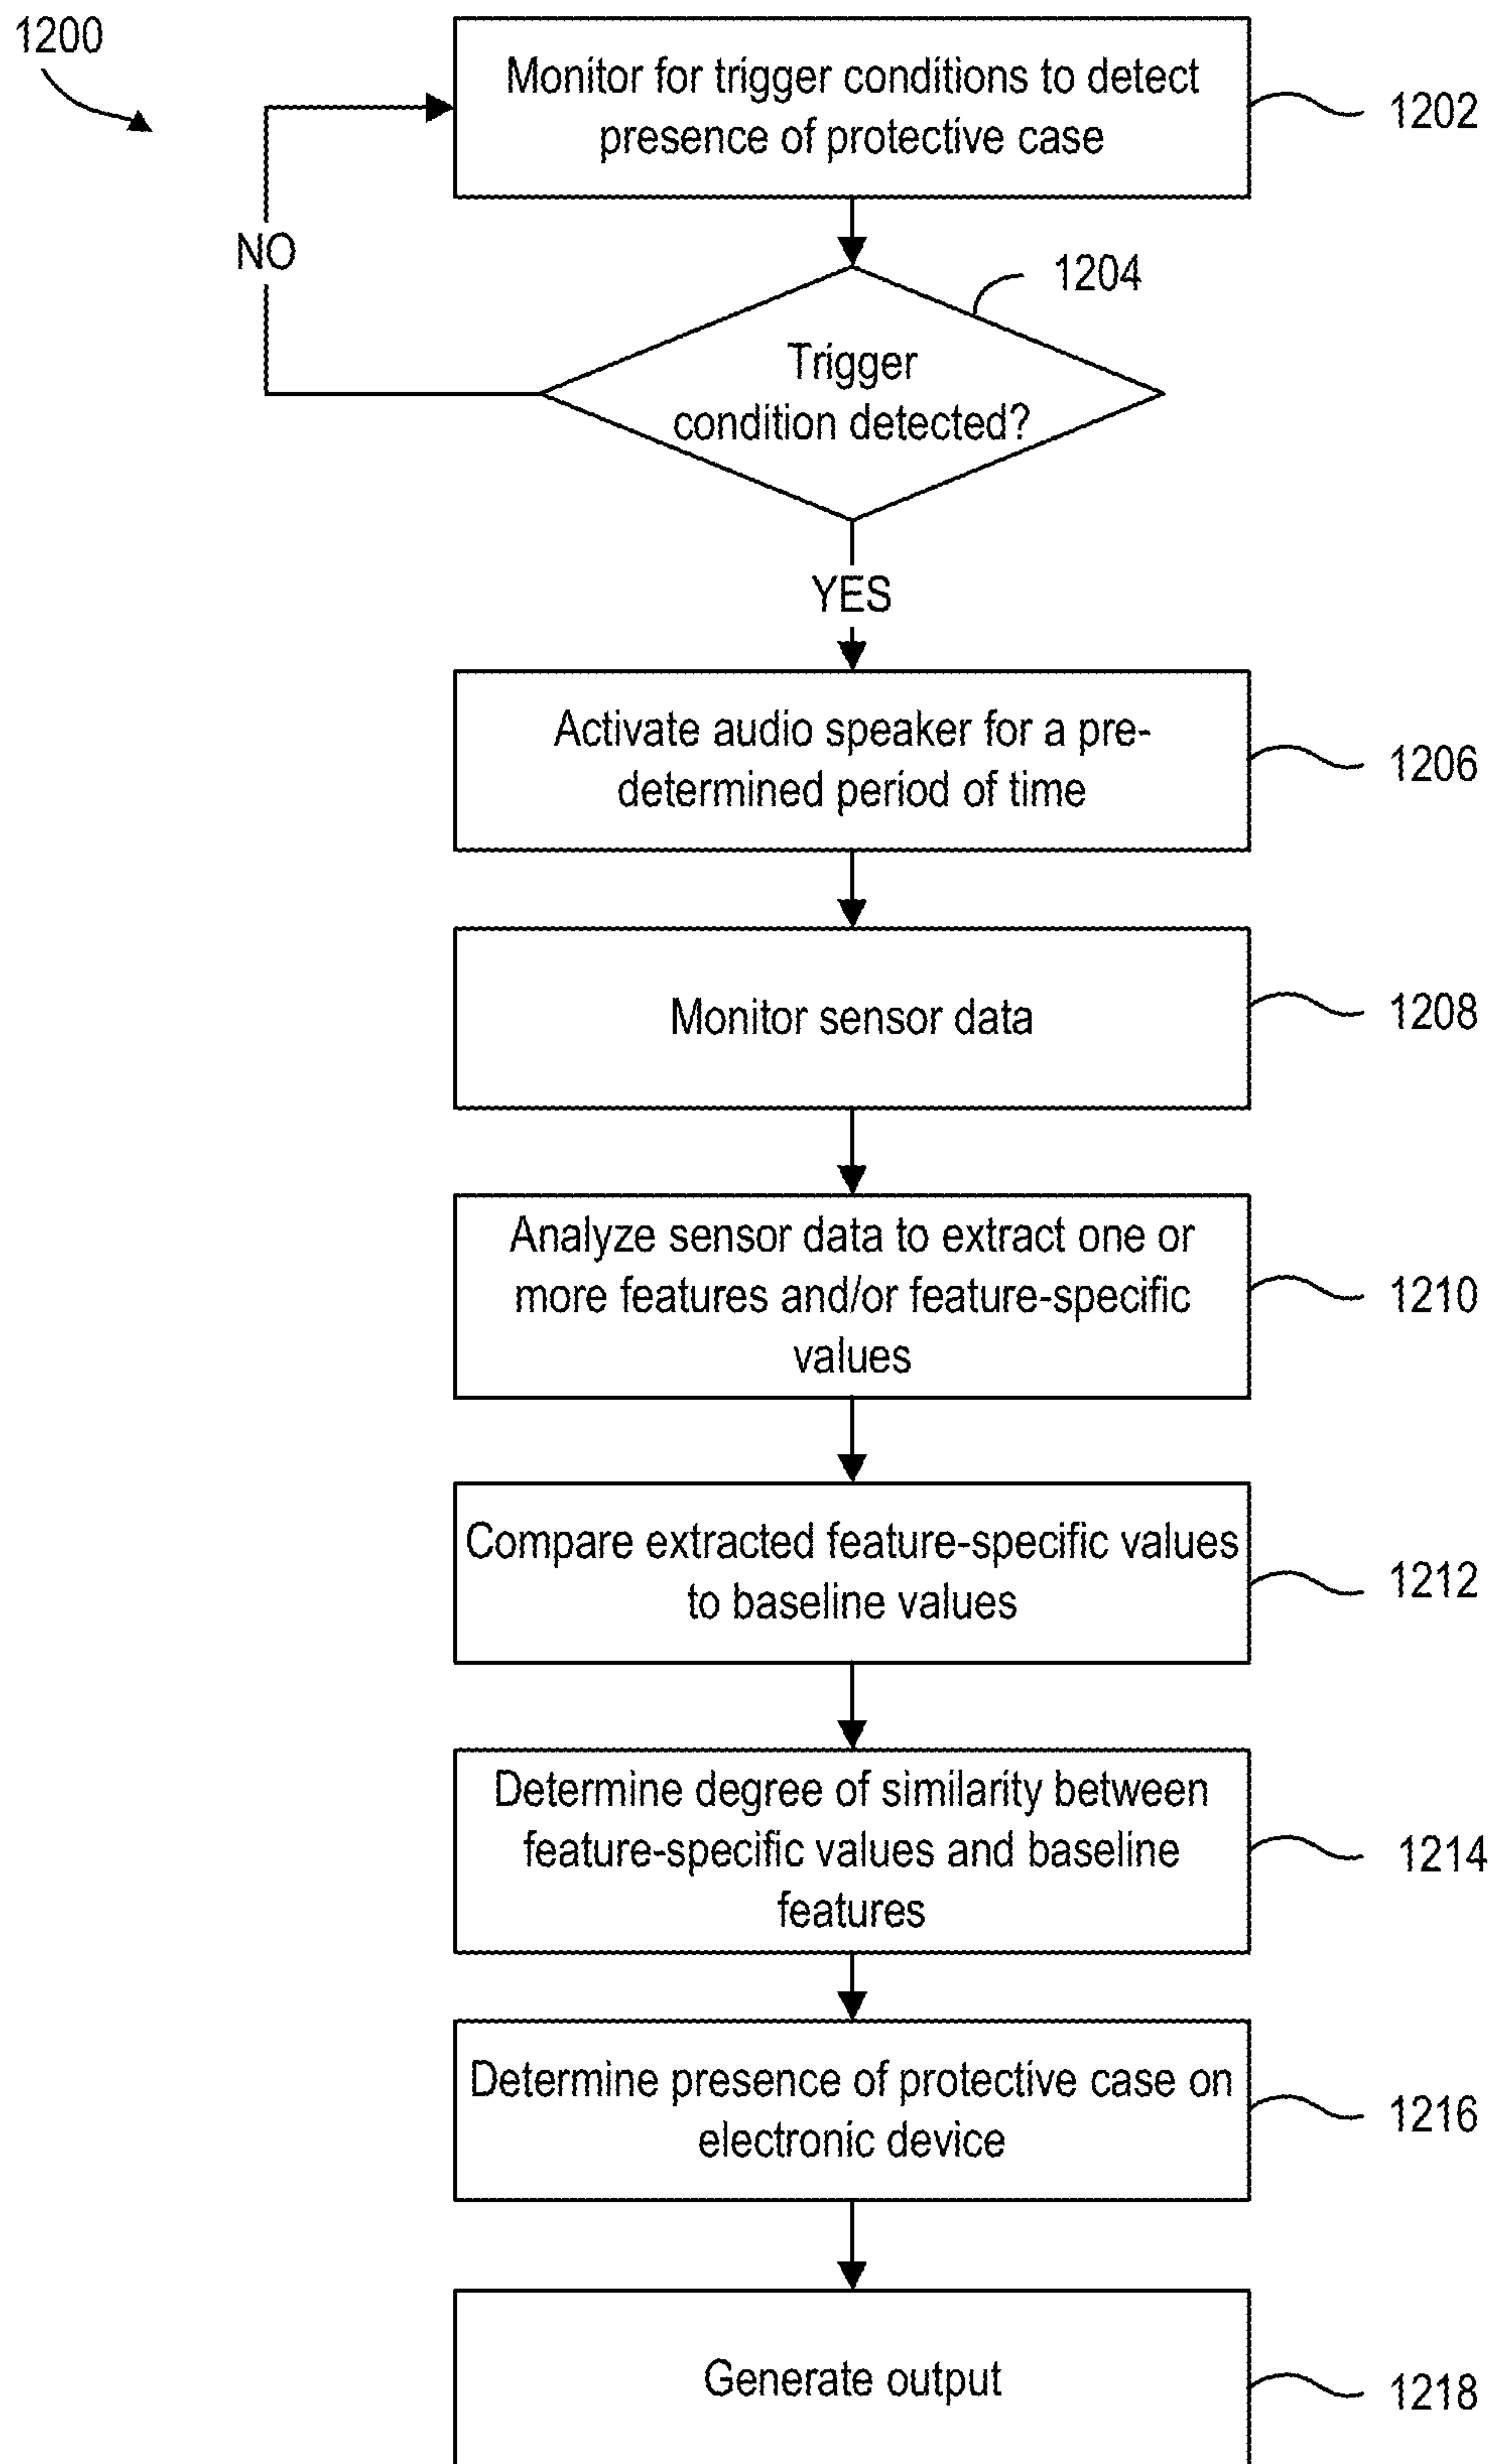 1200
Monitor for trigger conditions to detect
presence of protective case
1202
NO
1204
Trigger
condition detected?
YES
Activate audio speaker for a pre-
determined period of time
1206
Monitor sensor data
1208
Analyze sensor data to extract one or
more features and/or feature-specific
values
1210
Compare extracted feature-specific values
to baseline values
1212
Determine degree of similarity between
feature-specific values and baseline
features
1214
Determine presence of protective case on
electronic device
1216
Generate output
1218